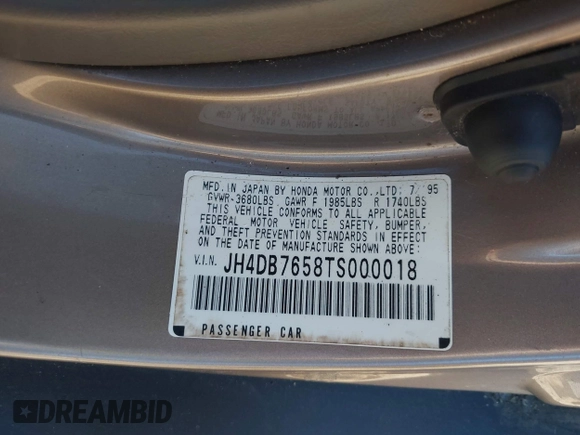 MFD.IN JAPAN BY HONDA MOTOR CO.,LTD: 7/ 95
GVWR-3680LBS GAWR F 1985LBS R 1740LBS
THIS VEHICLE CONFORMS TO ALL APPLICABLE
FEDERAL MOTOR VEHICLE SAFETY, BUMPER,
AND THEFT PREVENTION STANDARDS IN EFFECT
ON THE DATE OF MANUFACTURE SHOWN ABOVE.
V.I.N. JH4DB7658TS000018
PASSENGER CAR
DREAMBID